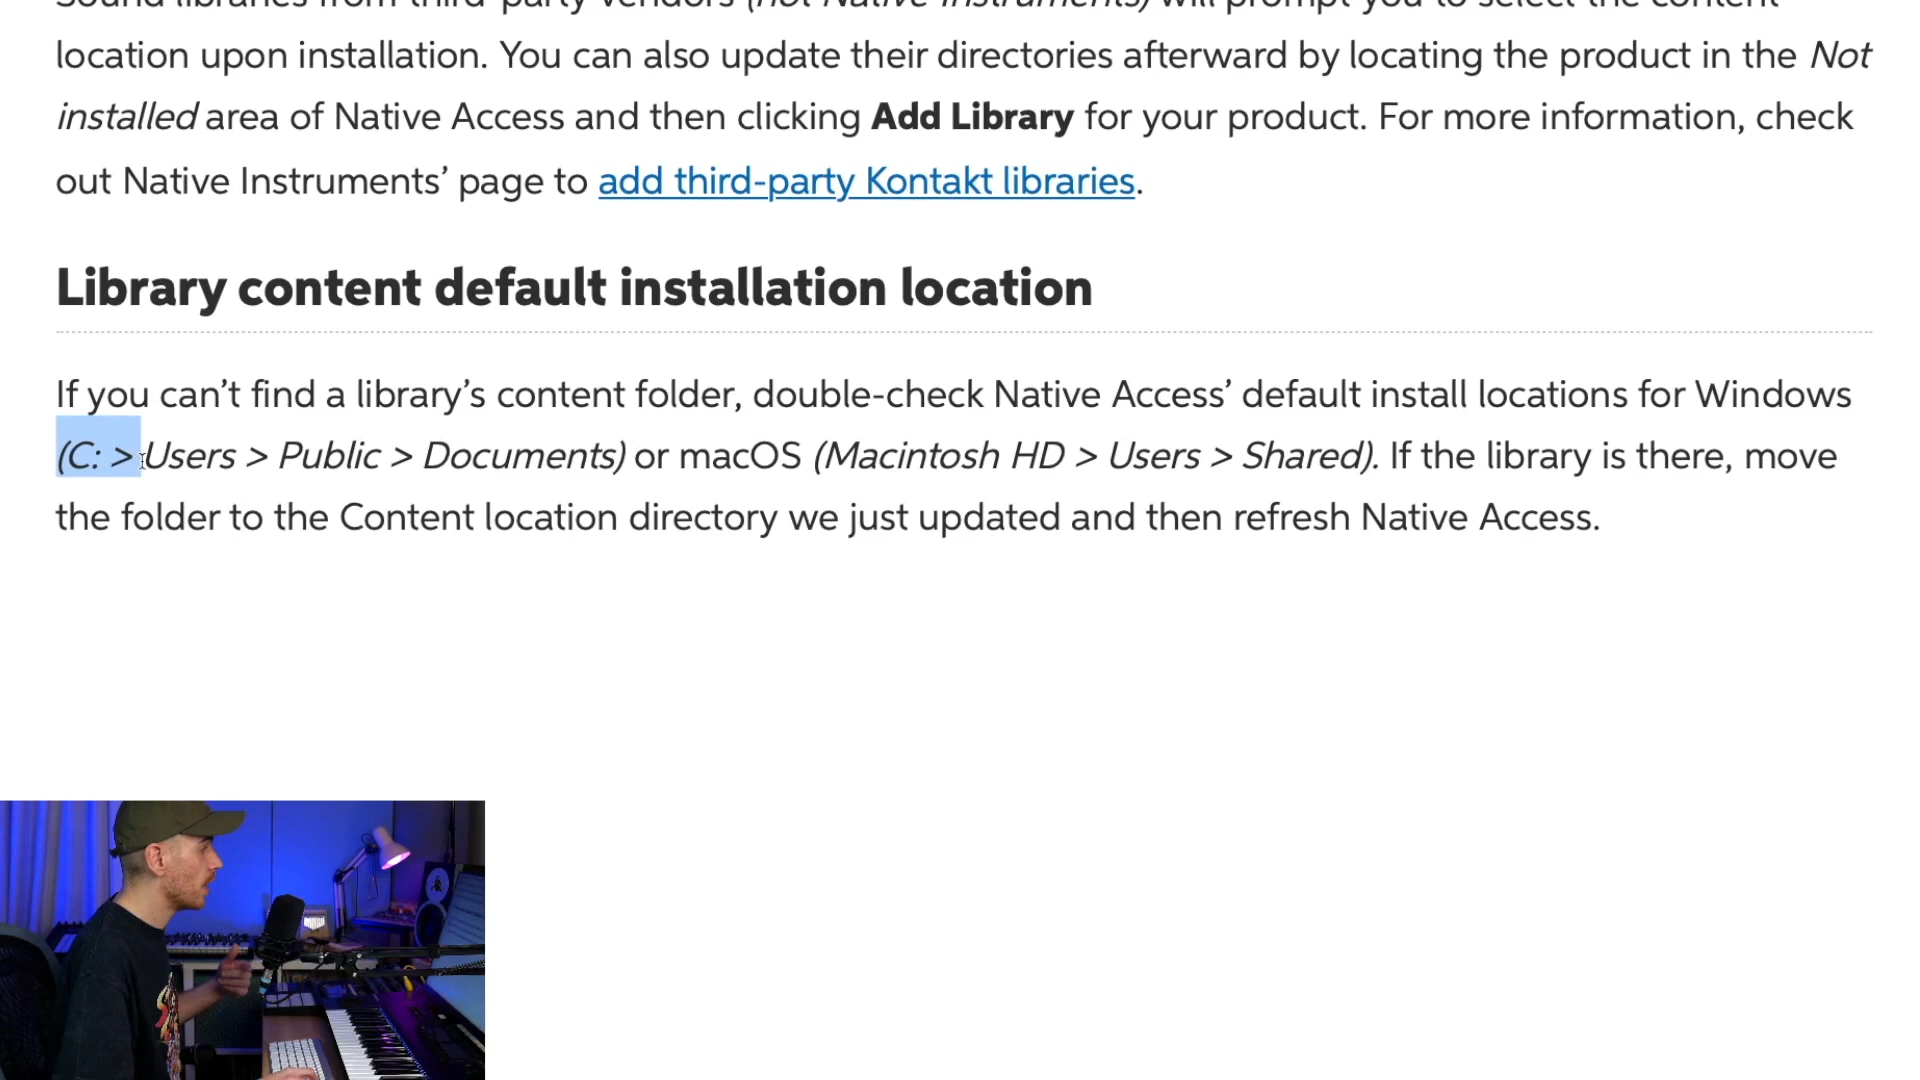 Sound libraries from third-party vendors (not Native Instruments) will prompt you to select the content
location upon installation. You can also update their directories afterward by locating the product in the Not
installed area of Native Access and then clicking Add Library for your product. For more information, check
out Native Instruments’ page to add third-party Kontakt libraries.
Library content default installation location
If you can’t find a library’s content folder, double-check Native Access’ default install locations for Windows
(C: > Users > Public > Documents) or macOS (Macintosh HD > Users > Shared). If the library is there, move
the folder to the Content location directory we just updated and then refresh Native Access.